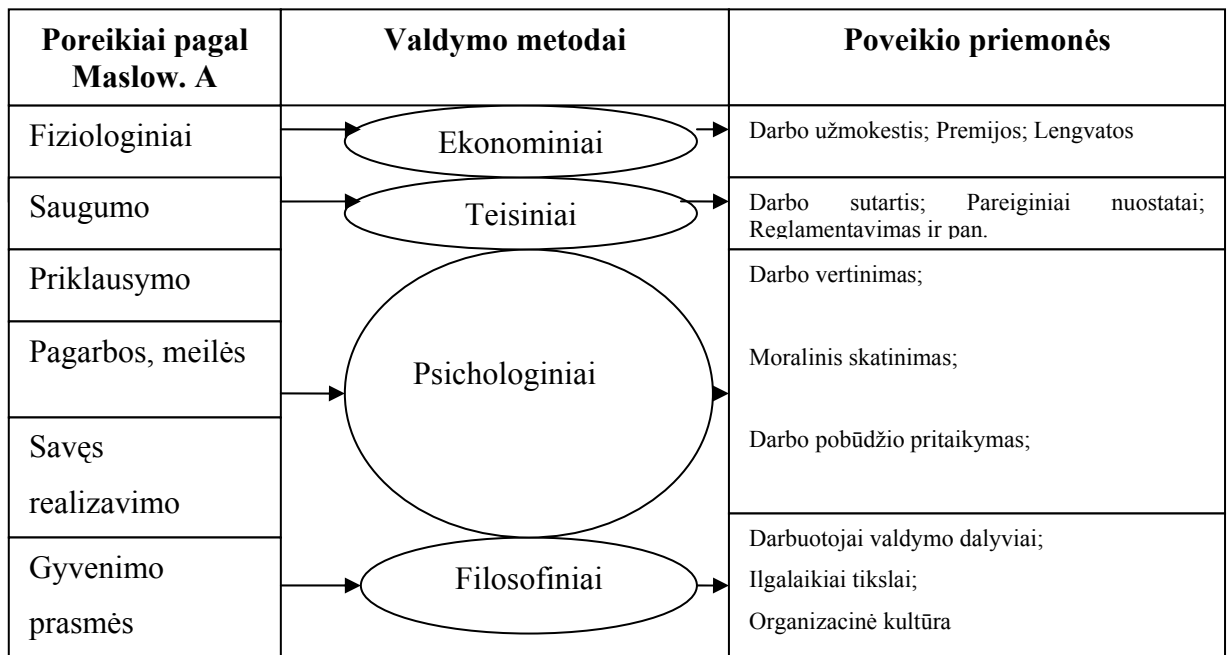 Poreikiai pagal
Maslow. A
Valdymo metodai
Poveikio priemonės
Fiziologiniai
Ekonominiai
Darbo užmokestis; Premijos; Lengvatos
Saugumo
Teisiniai
Darbo sutartis; Pareiginiai nuostatai;
Reglamentavimas ir pan.
Priklausymo
Pagarbos, meilės
Savęs
realizavimo
Psichologiniai
Darbo vertinimas;
Moralinis skatinimas;
Darbo pobūdžio pritaikymas;
Gyvenimo
prasmės
Filosofiniai
Darbuotojai valdymo dalyviai;
Ilgalaikiai tikslai;
Organizacinė kultūra